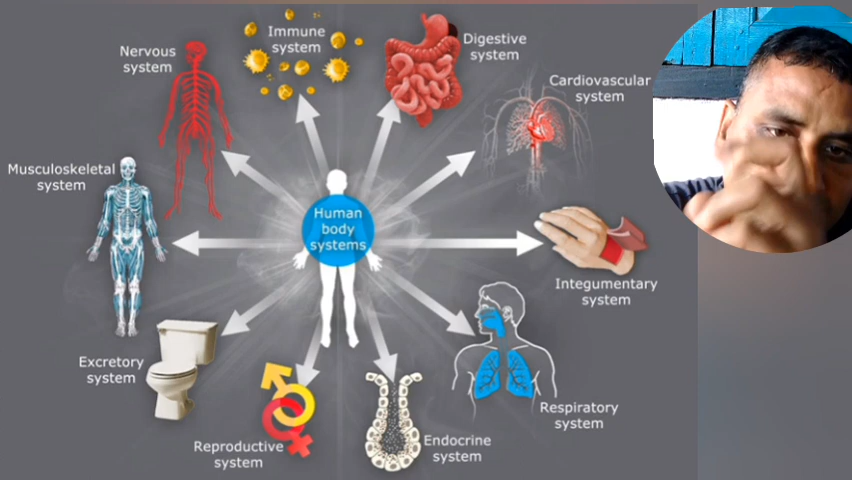 Immune
system
Digestive
system
Nervous
system
Cardiovascular
system
Musculoskeletal
system
Human
body
systems
Integumentary
system
Excretory
system
Respiratory
system
Reproductive
system
Endocrine
system